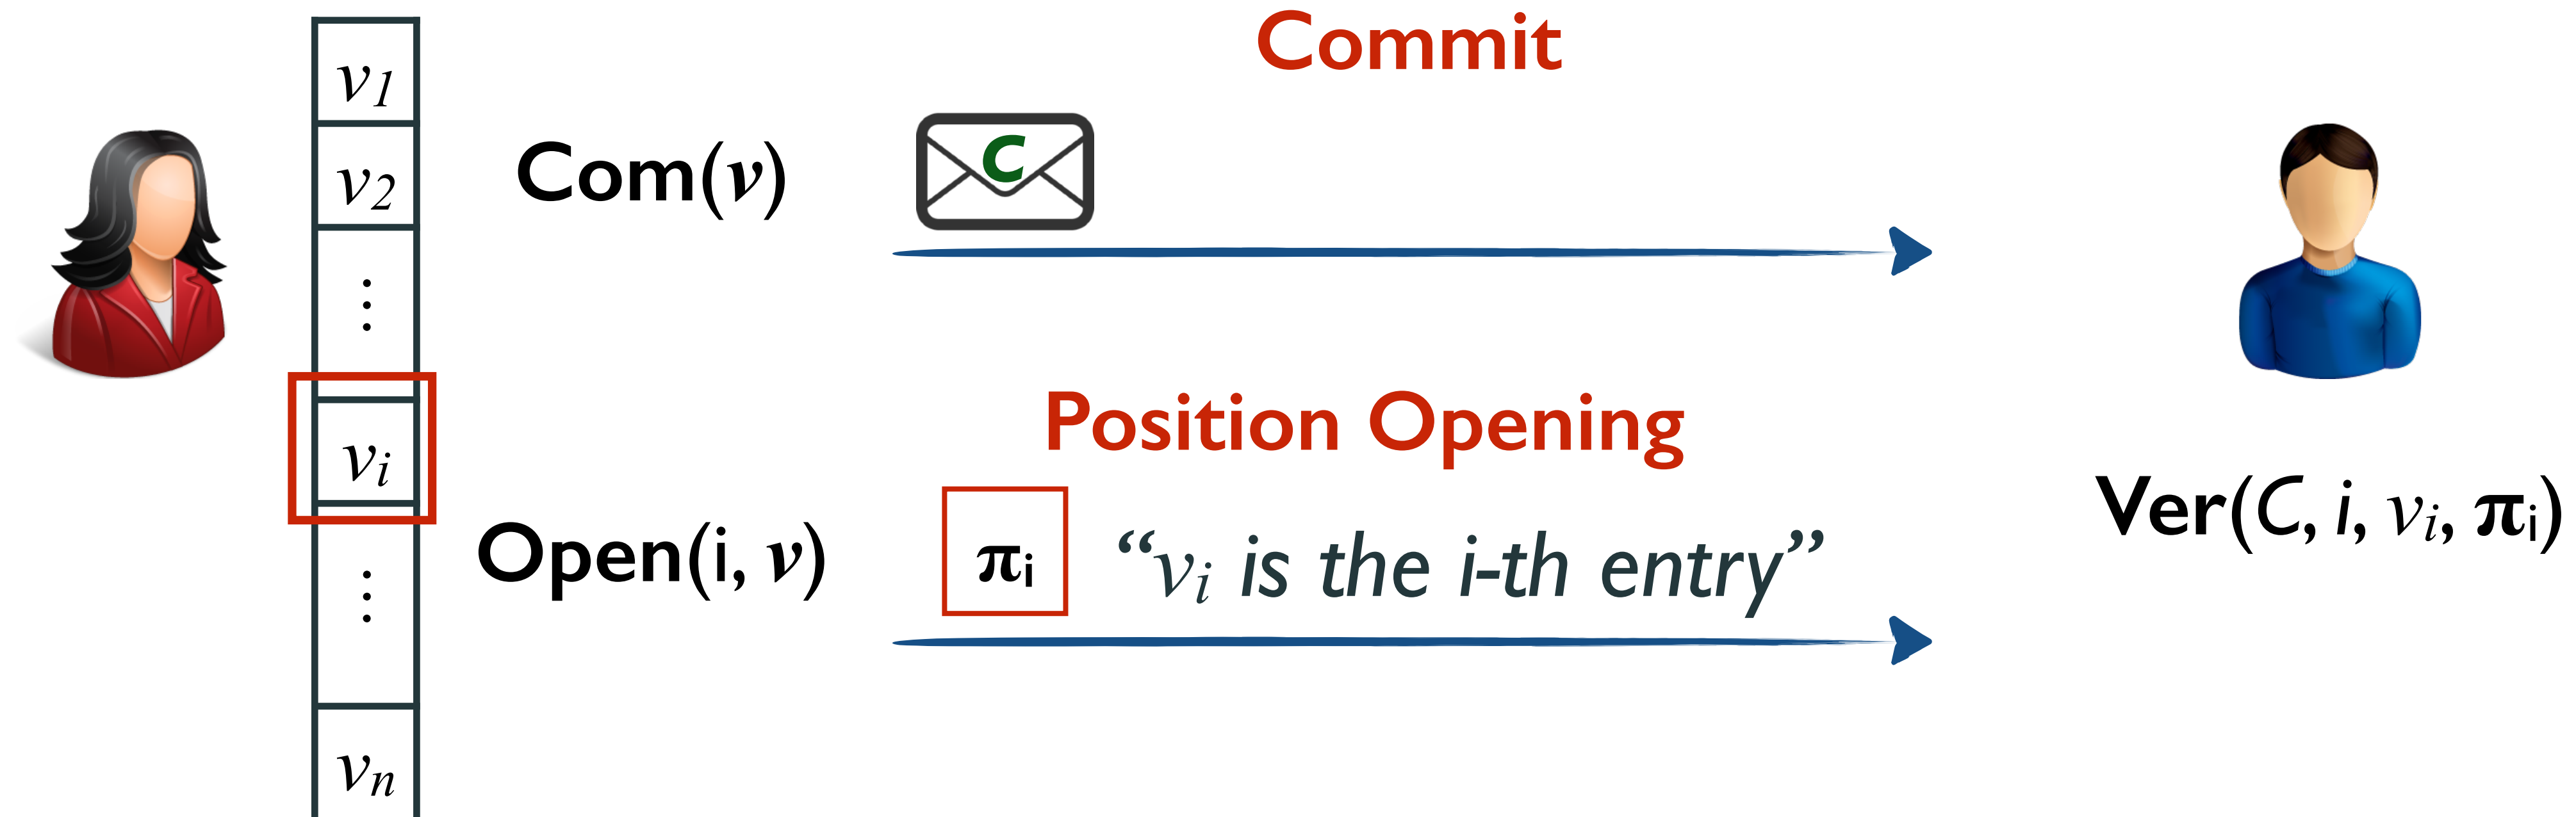 Commit
v1
v2
⋮
vi
⋮
vn
Com(v)
C
Position Opening
Open(i, v)
πi
“vi is the i-th entry”
Ver(C, i, vi, πi)